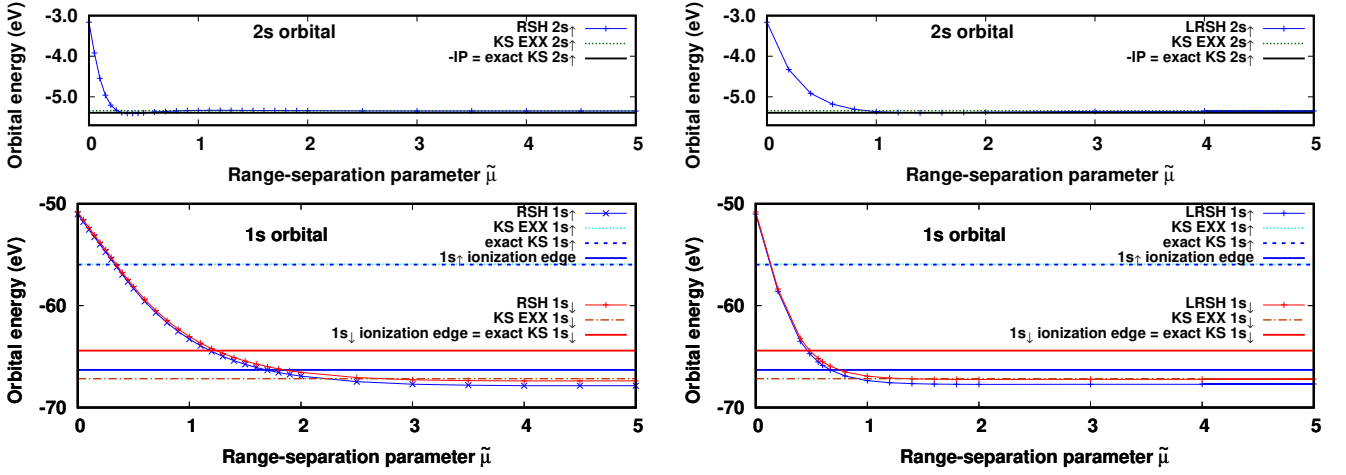 -3.0
-4.0
-5.0
Orbital energy (eV)
2s orbital
RSH 2s↑
KS EXX 2s↑
-IP = exact KS 2s↑
0 1 2 3 4 5
Range-separation parameter μ̃
-3.0
-4.0
-5.0
Orbital energy (eV)
2s orbital
LRSH 2s↑
KS EXX 2s↑
-IP = exact KS 2s↑
0 1 2 3 4 5
Range-separation parameter μ̃
-50
-60
-70
Orbital energy (eV)
1s orbital
RSH 1s↑
KS EXX 1s↑
exact KS 1s↑
1s↑ ionization edge
RSH 1s↓
KS EXX 1s↓
1s↓ ionization edge = exact KS 1s↓
0 1 2 3 4 5
Range-separation parameter μ̃
-50
-60
-70
Orbital energy (eV)
1s orbital
LRSH 1s↑
KS EXX 1s↑
exact KS 1s↑
1s↑ ionization edge
LRSH 1s↓
KS EXX 1s↓
1s↓ ionization edge = exact KS 1s↓
0 1 2 3 4 5
Range-separation parameter μ̃